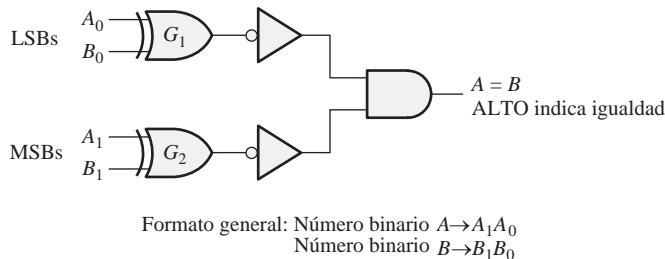 LSBs
A₀
B₀
G₁
A = B
ALTO indica igualdad
MSBs
A₁
B₁
G₂
Formato general: Número binario A→A₁A₀
Número binario B→B₁B₀